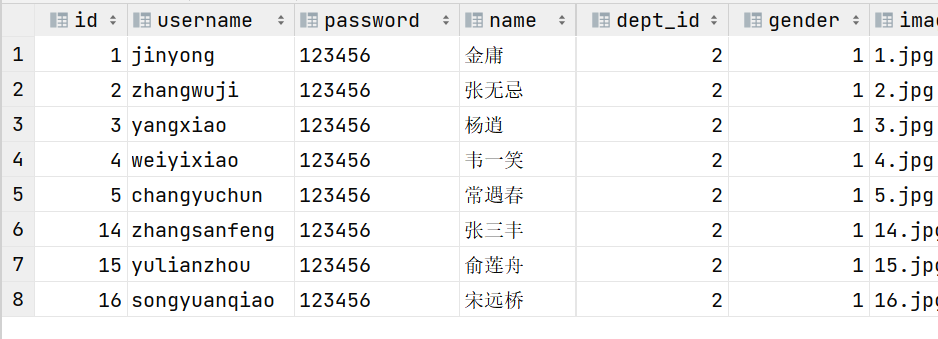 id username password name dept_id gender imag
1 1 jinyong 123456 金庸 2 1 1.jpg
2 2 zhangwuji 123456 张无忌 2 1 2.jpg
3 3 yangxiao 123456 杨逍 2 1 3.jpg
4 4 weiyixiao 123456 韦一笑 2 1 4.jpg
5 5 changyuchun 123456 常遇春 2 1 5.jpg
6 14 zhangsanfeng 123456 张三丰 2 1 14.jpg
7 15 yulianzhou 123456 俞莲舟 2 1 15.jpg
8 16 songyuanqiao 123456 宋远桥 2 1 16.jpg